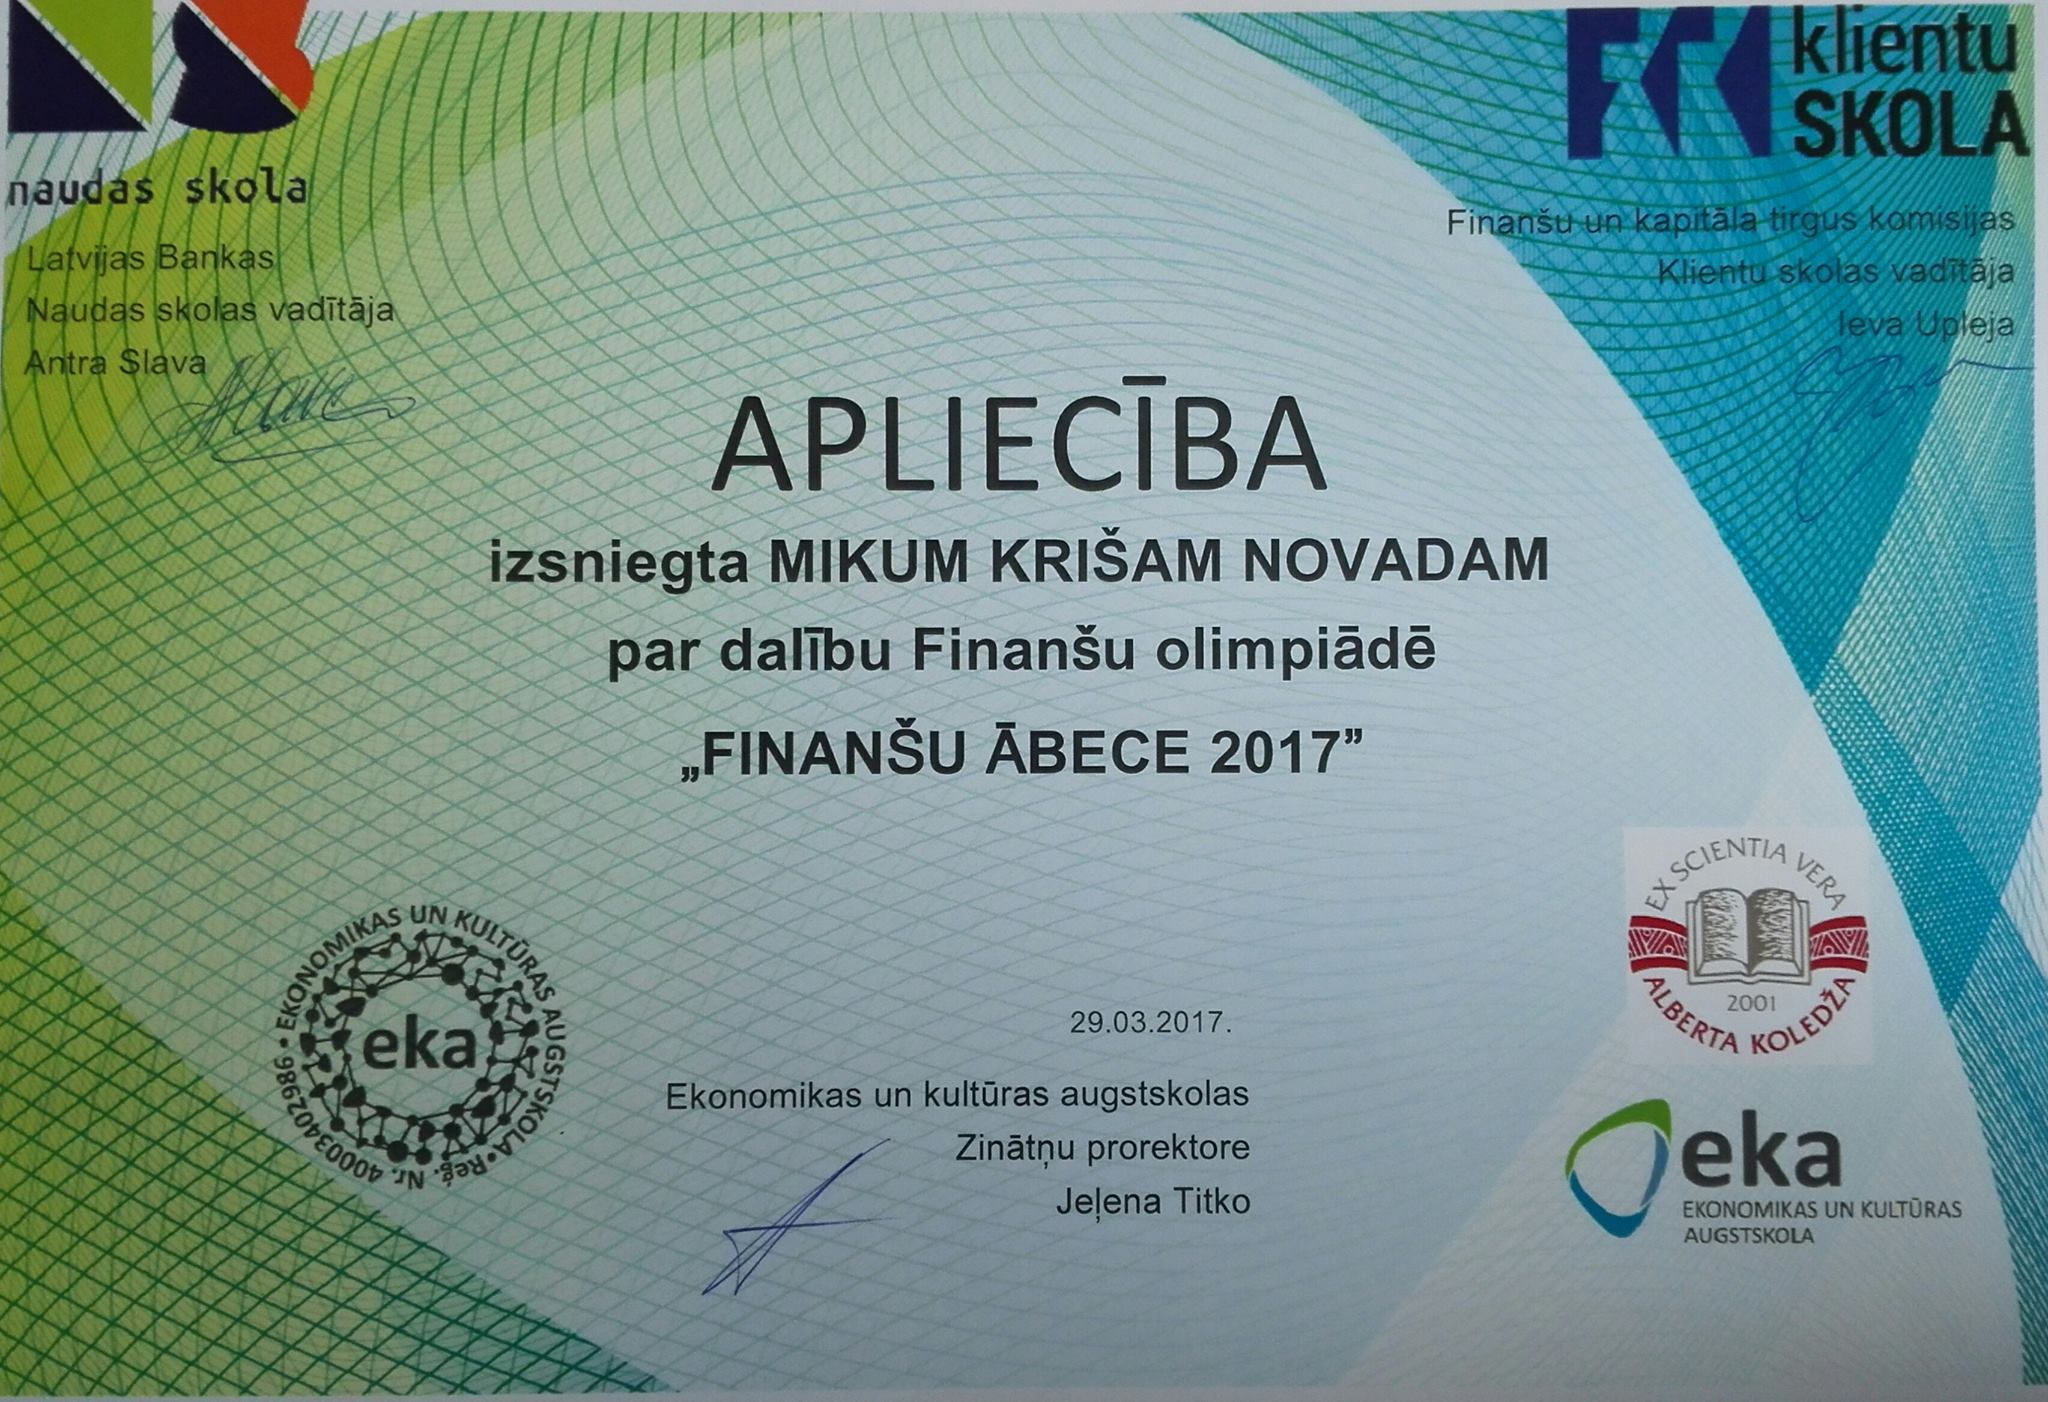 naudas skola
Latvijas Bankas
Naudas skolas vadītāja
Antra Slava
klientu
SKOLA
Finanšu un kapitāla tirgus komisijas
Klientu skolas vadītāja
Ieva Upleja
APLIECĪBA
izsniegta MIKUM KRIŠAM NOVADAM
par dalību Finanšu olimpiādē
„FINANŠU ĀBECE 2017”
EKONOMIKAS UN KULTŪRAS AUGSTSKOLA • Reģ. Nr. 40003402986 •
eka
29.03.2017.
Ekonomikas un kultūras augstskolas
Zinātņu prorektore
Jeļena Titko
EX SCIENTIA VERA
2001
ALBERTA KOLEDŽA
eka
EKONOMIKAS UN KULTŪRAS
AUGSTSKOLA